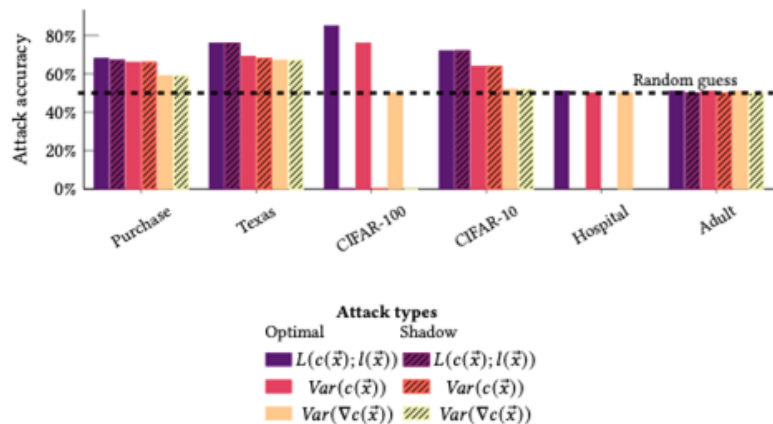 Attack accuracy
80%
60%
40%
20%
0%
Random guess
Purchase
Texas
CIFAR-100
CIFAR-10
Hospital
Adult
Attack types
Optimal Shadow
L(c(x⃗); l(x⃗)) L(c(x⃗); l(x⃗))
Var(c(x⃗)) Var(c(x⃗))
Var(∇c(x⃗)) Var(∇c(x⃗))